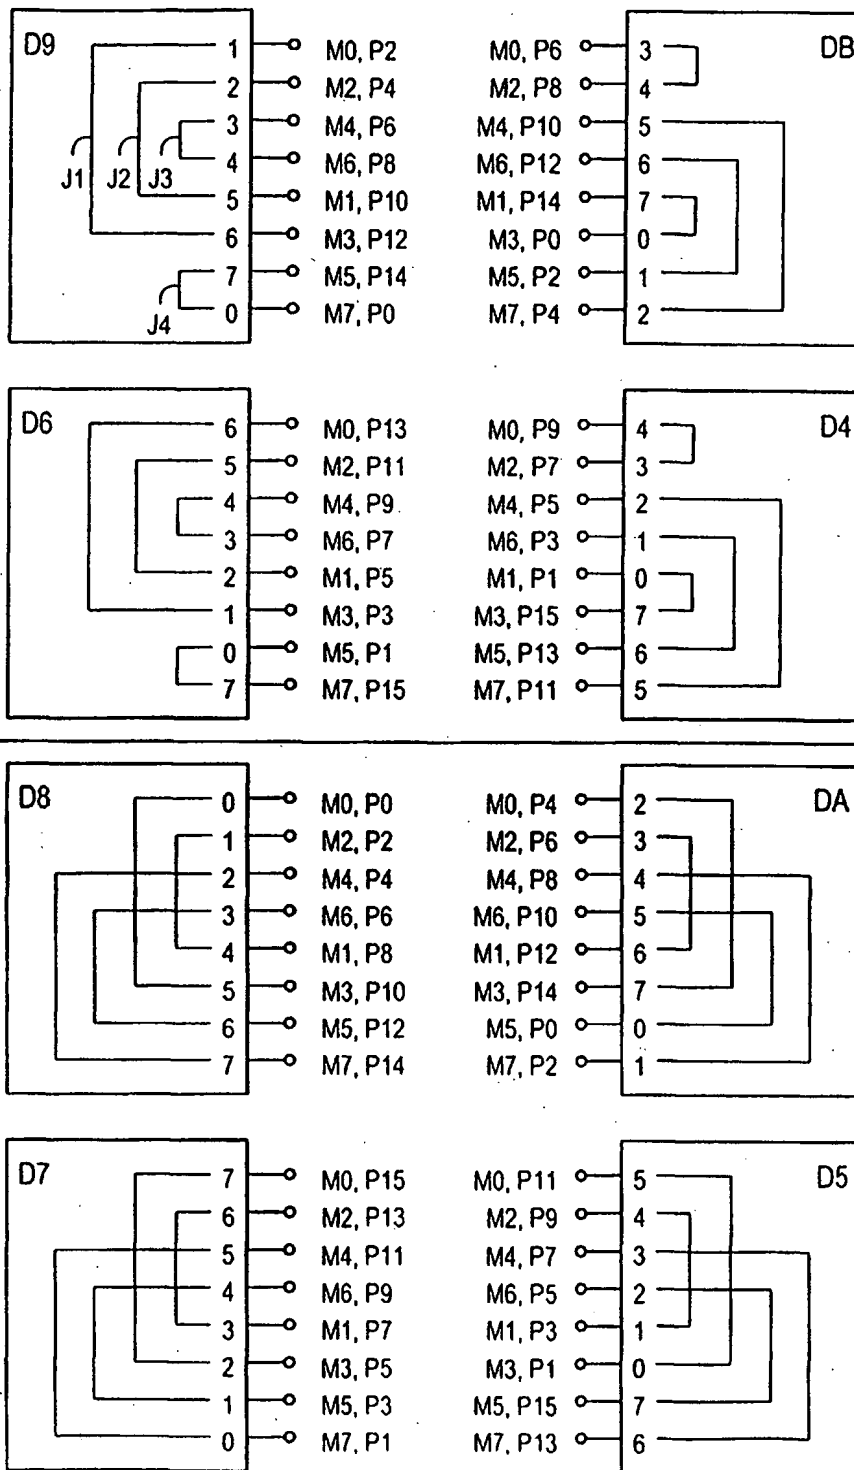 D9
1 M0, P2
2 M2, P4
3 M4, P6
4 M6, P8
5 M1, P10
6 M3, P12
7 M5, P14
0 M7, P0
J1 J2 J3
J4
DB
M0, P6 3
M2, P8 4
M4, P10 5
M6, P12 6
M1, P14 7
M3, P0 0
M5, P2 1
M7, P4 2
D6
6 M0, P13
5 M2, P11
4 M4, P9
3 M6, P7
2 M1, P5
1 M3, P3
0 M5, P1
7 M7, P15
D4
M0, P9 4
M2, P7 3
M4, P5 2
M6, P3 1
M1, P1 0
M3, P15 7
M5, P13 6
M7, P11 5
D8
0 M0, P0
1 M2, P2
2 M4, P4
3 M6, P6
4 M1, P8
5 M3, P10
6 M5, P12
7 M7, P14
DA
M0, P4 2
M2, P6 3
M4, P8 4
M6, P10 5
M1, P12 6
M3, P14 7
M5, P0 0
M7, P2 1
D7
7 M0, P15
6 M2, P13
5 M4, P11
4 M6, P9
3 M1, P7
2 M3, P5
1 M5, P3
0 M7, P1
D5
M0, P11 5
M2, P9 4
M4, P7 3
M6, P5 2
M1, P3 1
M3, P1 0
M5, P15 7
M7, P13 6